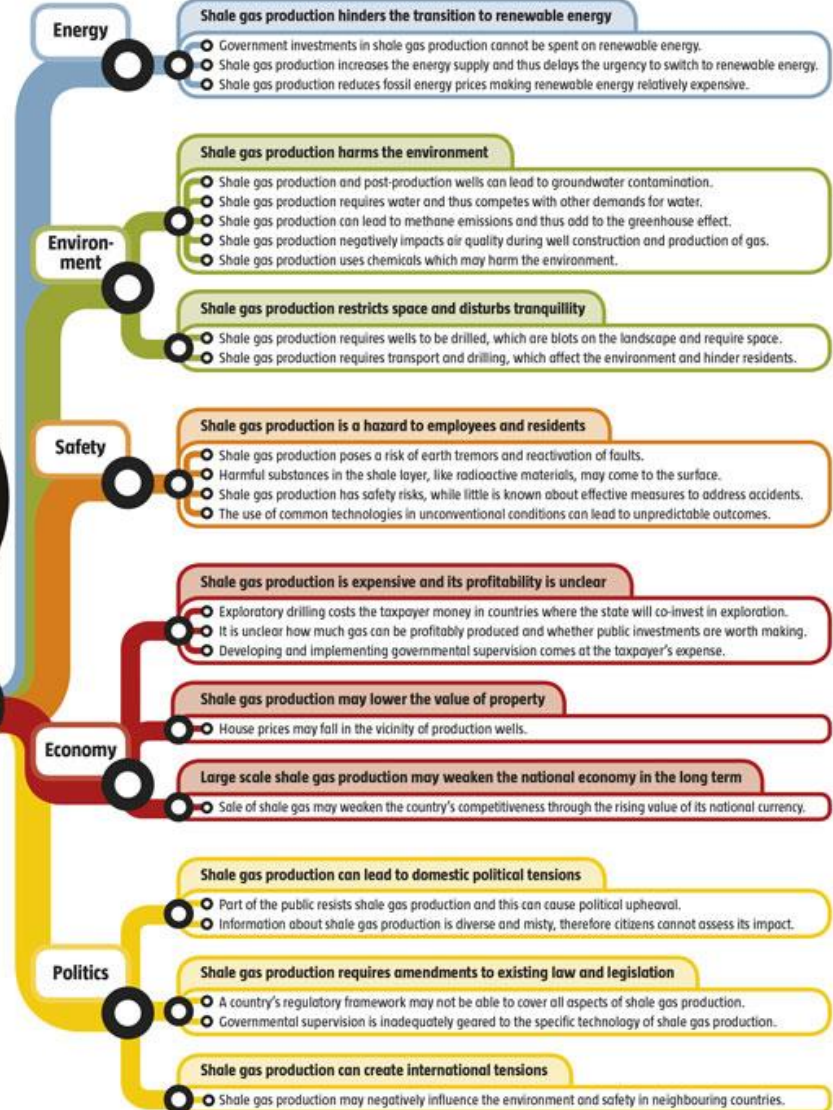 Energy
Shale gas production hinders the transition to renewable energy
Government investments in shale gas production cannot be spent on renewable energy.
Shale gas production increases the energy supply and thus delays the urgency to switch to renewable energy.
Shale gas production reduces fossil energy prices making renewable energy relatively expensive.
Environ-
ment
Shale gas production harms the environment
Shale gas production and post-production wells can lead to groundwater contamination.
Shale gas production requires water and thus competes with other demands for water.
Shale gas production can lead to methane emissions and thus add to the greenhouse effect.
Shale gas production negatively impacts air quality during well construction and production of gas.
Shale gas production uses chemicals which may harm the environment.
Shale gas production restricts space and disturbs tranquillity
Shale gas production requires wells to be drilled, which are blots on the landscape and require space.
Shale gas production requires transport and drilling, which affect the environment and hinder residents.
Safety
Shale gas production is a hazard to employees and residents
Shale gas production poses a risk of earth tremors and reactivation of faults.
Harmful substances in the shale layer, like radioactive materials, may come to the surface.
Shale gas production has safety risks, while little is known about effective measures to address accidents.
The use of common technologies in unconventional conditions can lead to unpredictable outcomes.
Economy
Shale gas production is expensive and its profitability is unclear
Exploratory drilling costs the taxpayer money in countries where the state will co-invest in exploration.
It is unclear how much gas can be profitably produced and whether public investments are worth making.
Developing and implementing governmental supervision comes at the taxpayer's expense.
Shale gas production may lower the value of property
House prices may fall in the vicinity of production wells.
Large scale shale gas production may weaken the national economy in the long term
Sale of shale gas may weaken the country's competitiveness through the rising value of its national currency.
Politics
Shale gas production can lead to domestic political tensions
Part of the public resists shale gas production and this can cause political upheaval.
Information about shale gas production is diverse and misty, therefore citizens cannot assess its impact.
Shale gas production requires amendments to existing law and legislation
A country's regulatory framework may not be able to cover all aspects of shale gas production.
Governmental supervision is inadequately geared to the specific technology of shale gas production.
Shale gas production can create international tensions
Shale gas production may negatively influence the environment and safety in neighbouring countries.